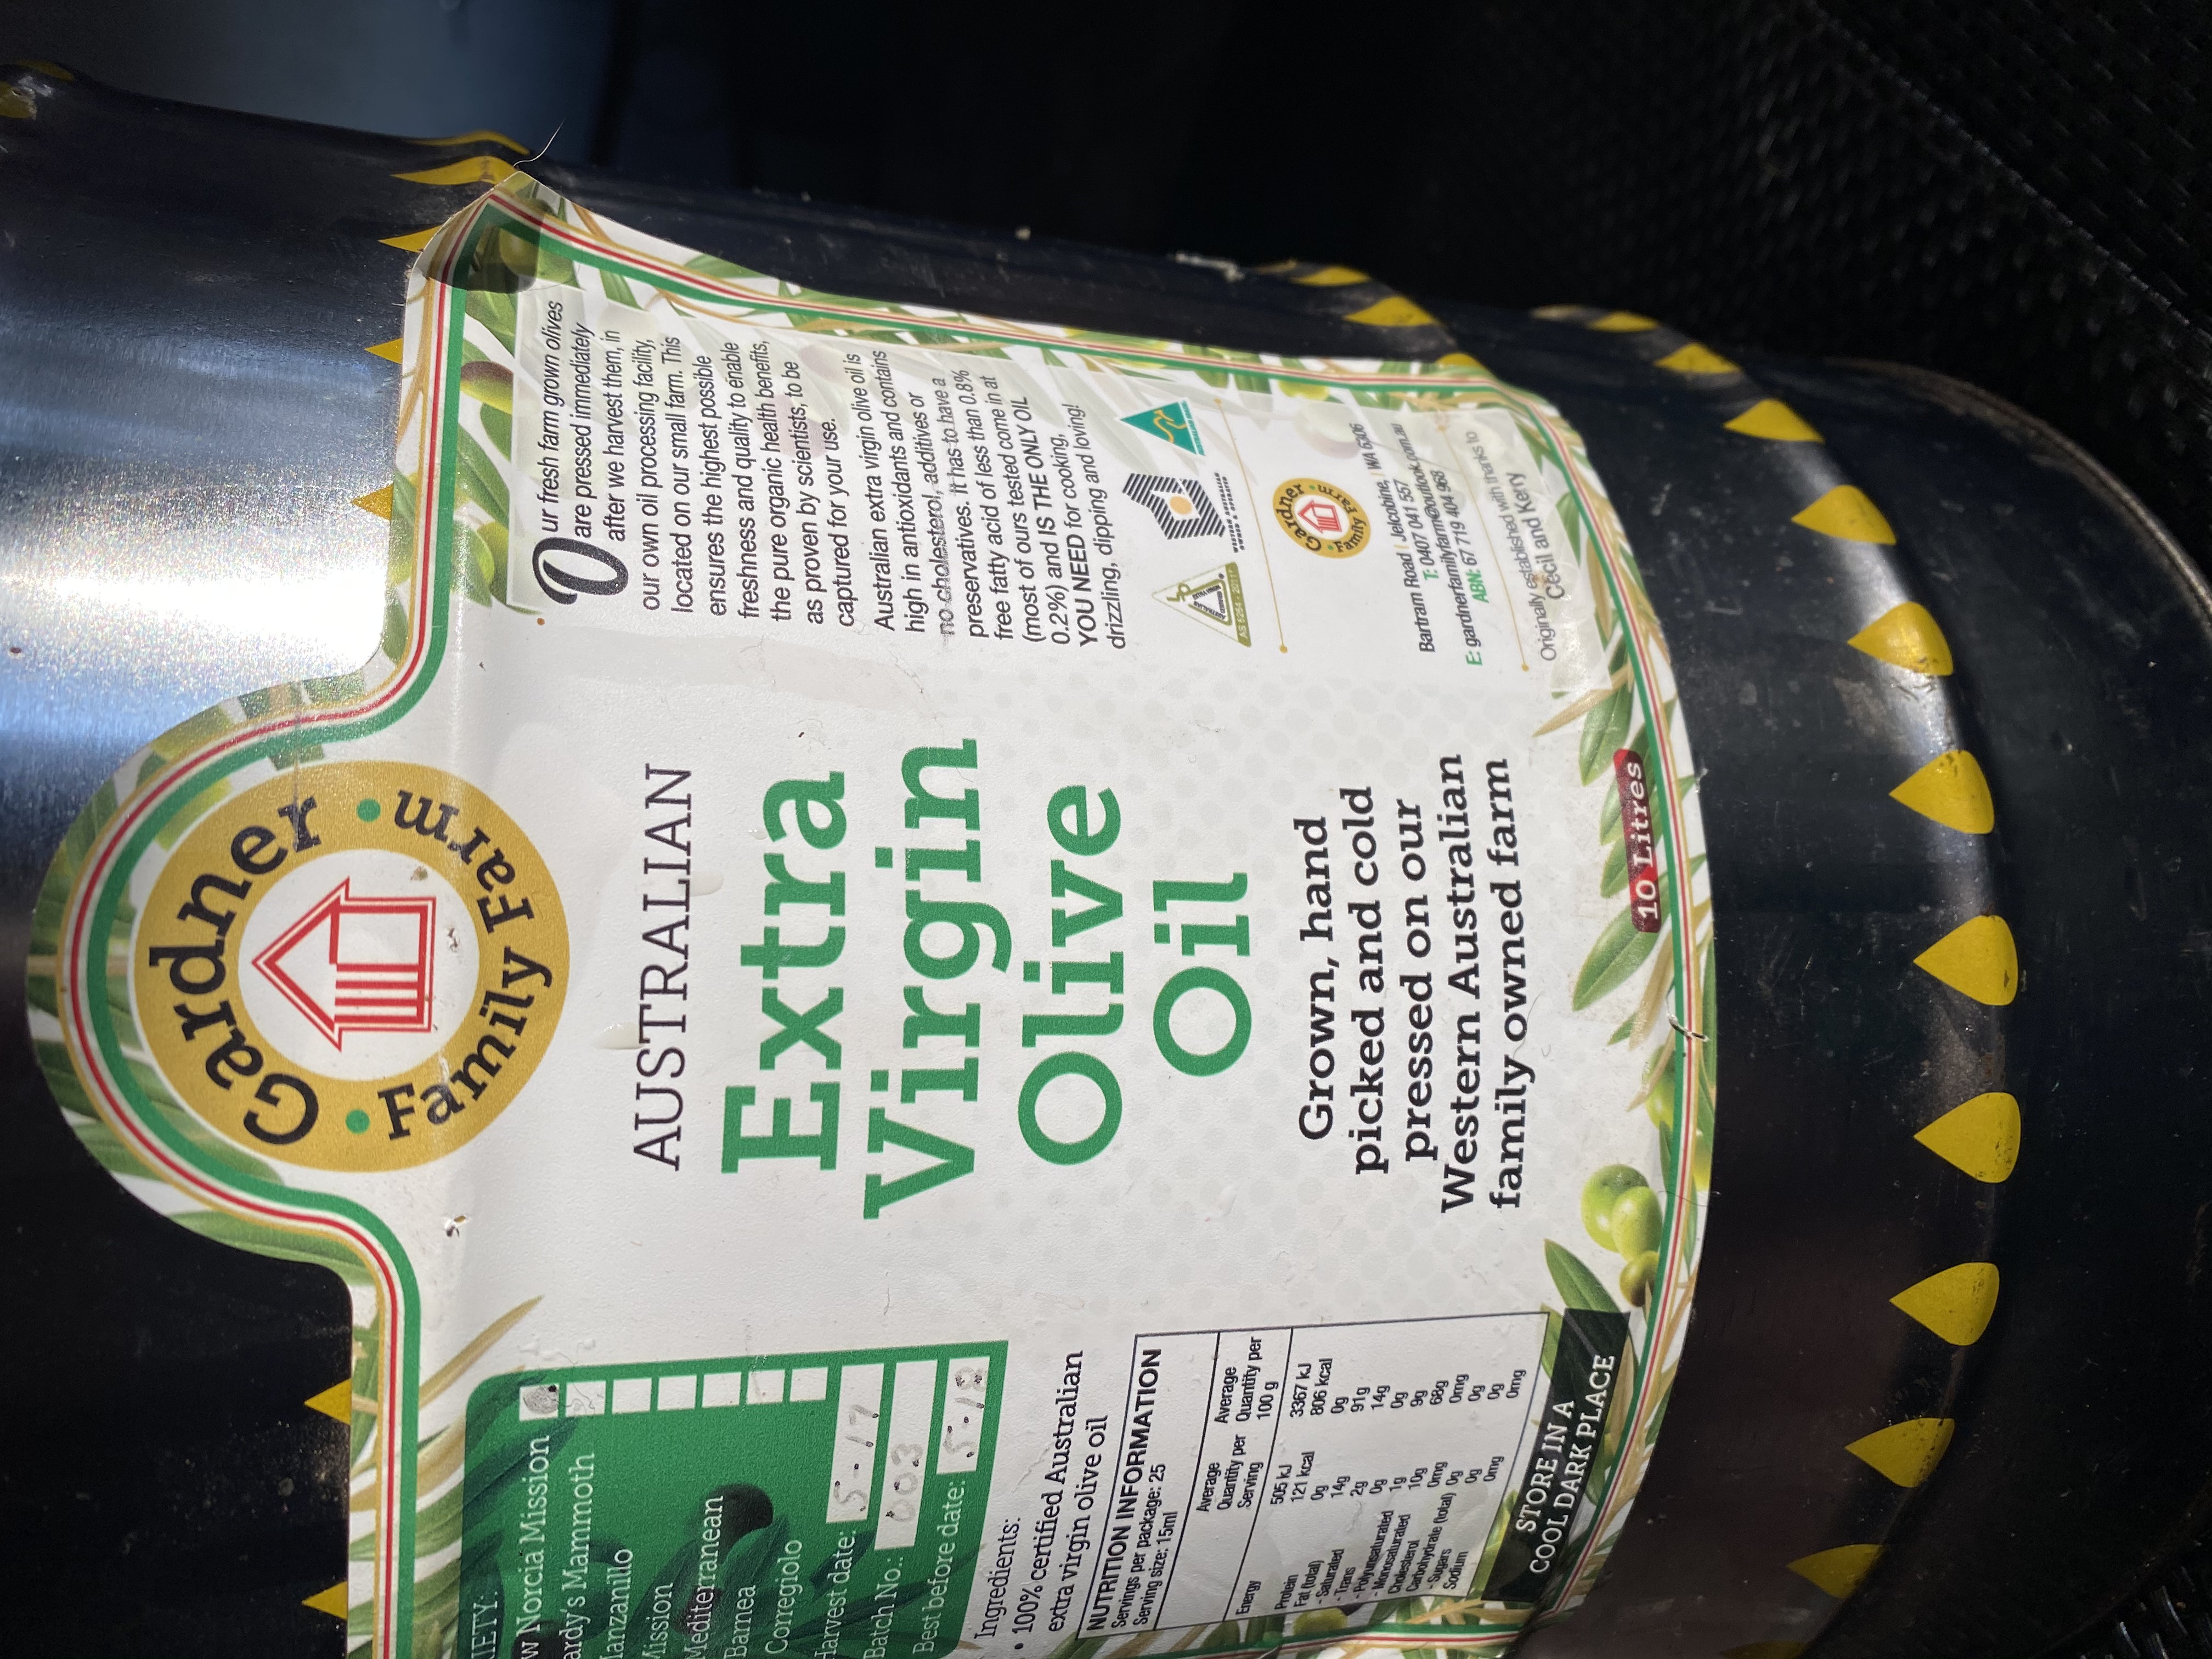 Gardner
Family Farm
AUSTRALIAN
Extra
Virgin
Olive
Oil
Grown, hand
picked and cold
pressed on our
Western Australian
family owned farm
10 Litres
Norcia Mission
Mammoth
Mediterranean
Barnea
Corregiolo
Harvest date: 5-17
Batch No.: 003
Best before date: 5-18
Ingredients:
• 100% certified Australian
extra virgin olive oil
NUTRITION INFORMATION
Servings per package: 25
Serving size: 15ml
Average Quantity per Serving
Average Quantity per 100 g
Energy 505 kJ 3367 kJ
121 kcal 806 kcal
Protein 0g 0g
Fat (total) 14g 91g
- Saturated 2g 14g
- Trans 0g 0g
- Polyunsaturated 1g 9g
- Monosaturated 10g 68g
Cholesterol 0mg 0mg
Carbohydrate (total) 0g 0g
- Sugars 0g 0g
Sodium 0mg 0mg
STORE IN A
COOL DARK PLACE
Our fresh farm grown olives
are pressed immediately
after we harvest them, in
our own oil processing facility,
located on our small farm. This
ensures the highest possible
freshness and quality to enable
the pure organic health benefits,
as proven by scientists, to be
captured for your use.
Australian extra virgin olive oil is
high in antioxidants and contains
no cholesterol, additives or
preservatives. It has to have a
free fatty acid of less than 0.8%
(most of ours tested come in at
0.2%) and IS THE ONLY OIL
YOU NEED for cooking,
drizzling, dipping and loving!
AS 5264 - 2011
WESTERN AUSTRALIAN
OWNED & OPERATED
Gardner
Family Farm
Bartram Road | Jelcobine, | WA 6306
T: 0407 041 557
E: gardnerfamilyfarm@outlook.com.au
ABN: 67 719 404 968
Originally established with thanks to
Cecil and Kerry